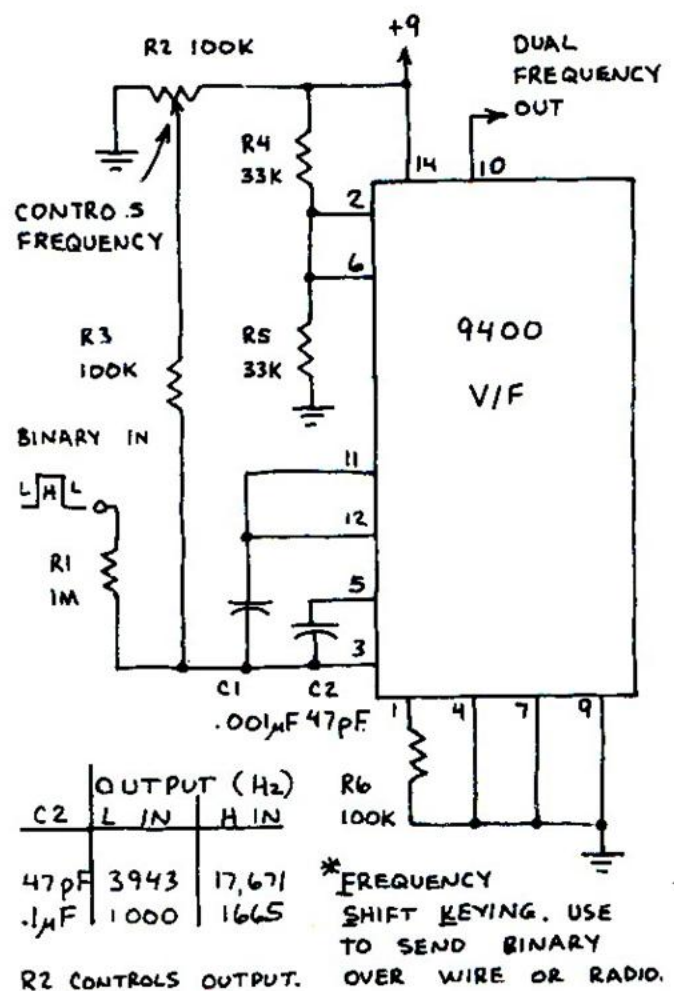 R2 100K
+9
DUAL
FREQUENCY
OUT
CONTRO.S
FREQUENCY
R4
33K
14
10
2
6
9400
V/F
R3
100K
R5
33K
BINARY IN
L H L
11
12
R1
1M
5
3
C1
C2
.001µF 47pF
1
4
7
9
R6
100K
OUTPUT (Hz)
C2 L IN H IN
47pF 3943 17,671
.1µF 1000 1665
R2 CONTROLS OUTPUT.
*FREQUENCY
SHIFT KEYING. USE
TO SEND BINARY
OVER WIRE OR RADIO.